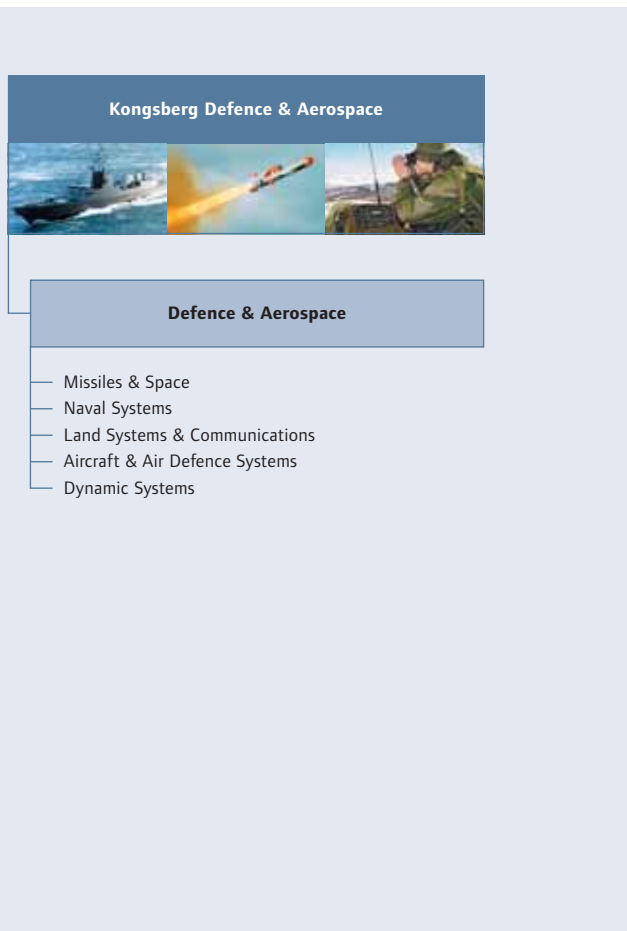 Kongsberg Defence & Aerospace
Defence & Aerospace
Missiles & Space
Naval Systems
Land Systems & Communications
Aircraft & Air Defence Systems
Dynamic Systems